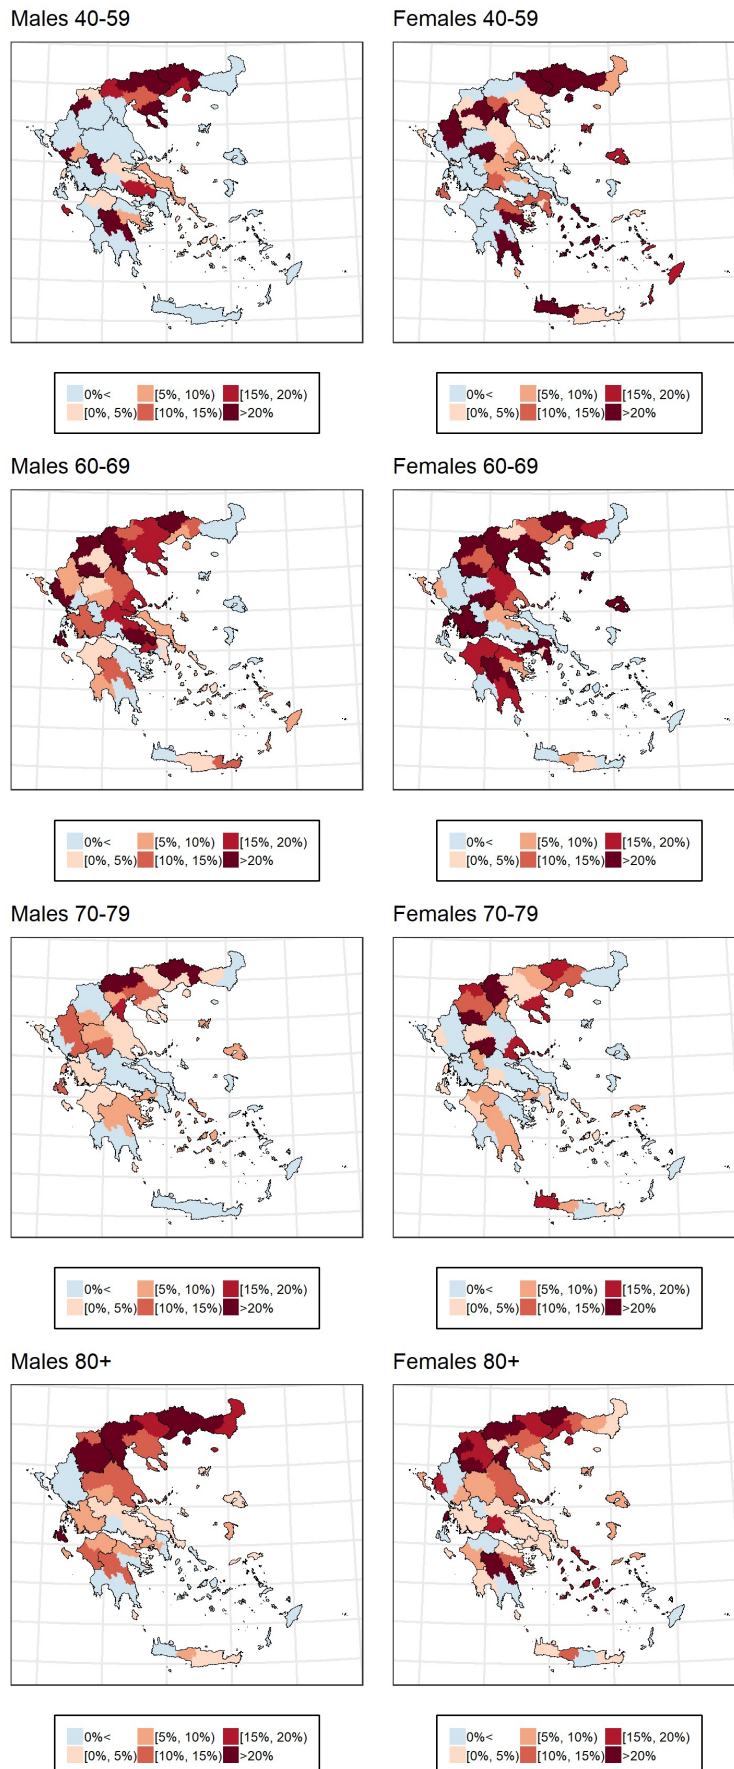 Males 40-59 Females 40-59
0%< [5%, 10%) [15%, 20%) 0%< [5%, 10%) [15%, 20%)
[0%, 5%) [10%, 15%) >20% [0%, 5%) [10%, 15%) >20%
Males 60-69 Females 60-69
0%< [5%, 10%) [15%, 20%) 0%< [5%, 10%) [15%, 20%)
[0%, 5%) [10%, 15%) >20% [0%, 5%) [10%, 15%) >20%
Males 70-79 Females 70-79
0%< [5%, 10%) [15%, 20%) 0%< [5%, 10%) [15%, 20%)
[0%, 5%) [10%, 15%) >20% [0%, 5%) [10%, 15%) >20%
Males 80+ Females 80+
0%< [5%, 10%) [15%, 20%) 0%< [5%, 10%) [15%, 20%)
[0%, 5%) [10%, 15%) >20% [0%, 5%) [10%, 15%) >20%